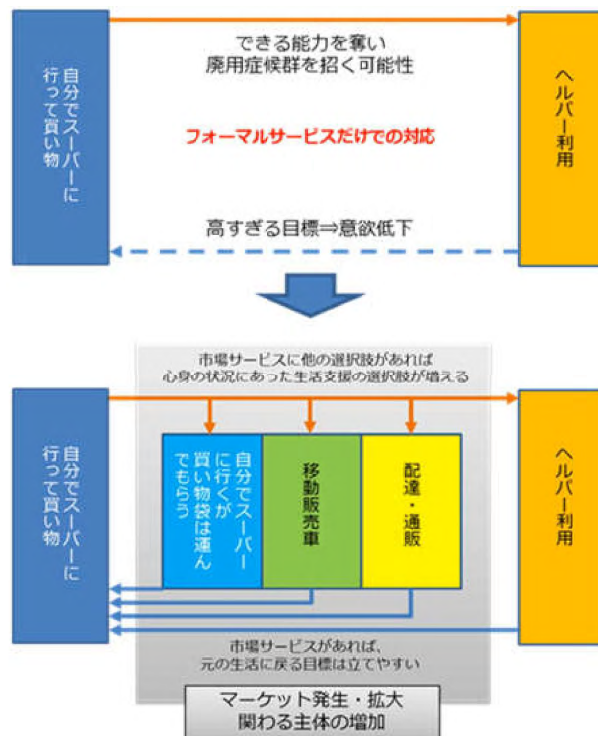 できる能力を奪い
廃用症候群を招く可能性
自分でスーパーに
行って買い物
フォーマルサービスだけでの対応
ヘルパー利用
高すぎる目標⇒意欲低下
市場サービスに他の選択肢があれば
心身の状況にあった生活支援の選択肢が増える
自分でスーパーに
行って買い物
自分でスーパー
に行くが
買い物袋は運ん
でもらう
移動販売車
配達・通販
ヘルパー利用
市場サービスがあれば、
元の生活に戻る目標は立てやすい
マーケット発生・拡大
関わる主体の増加